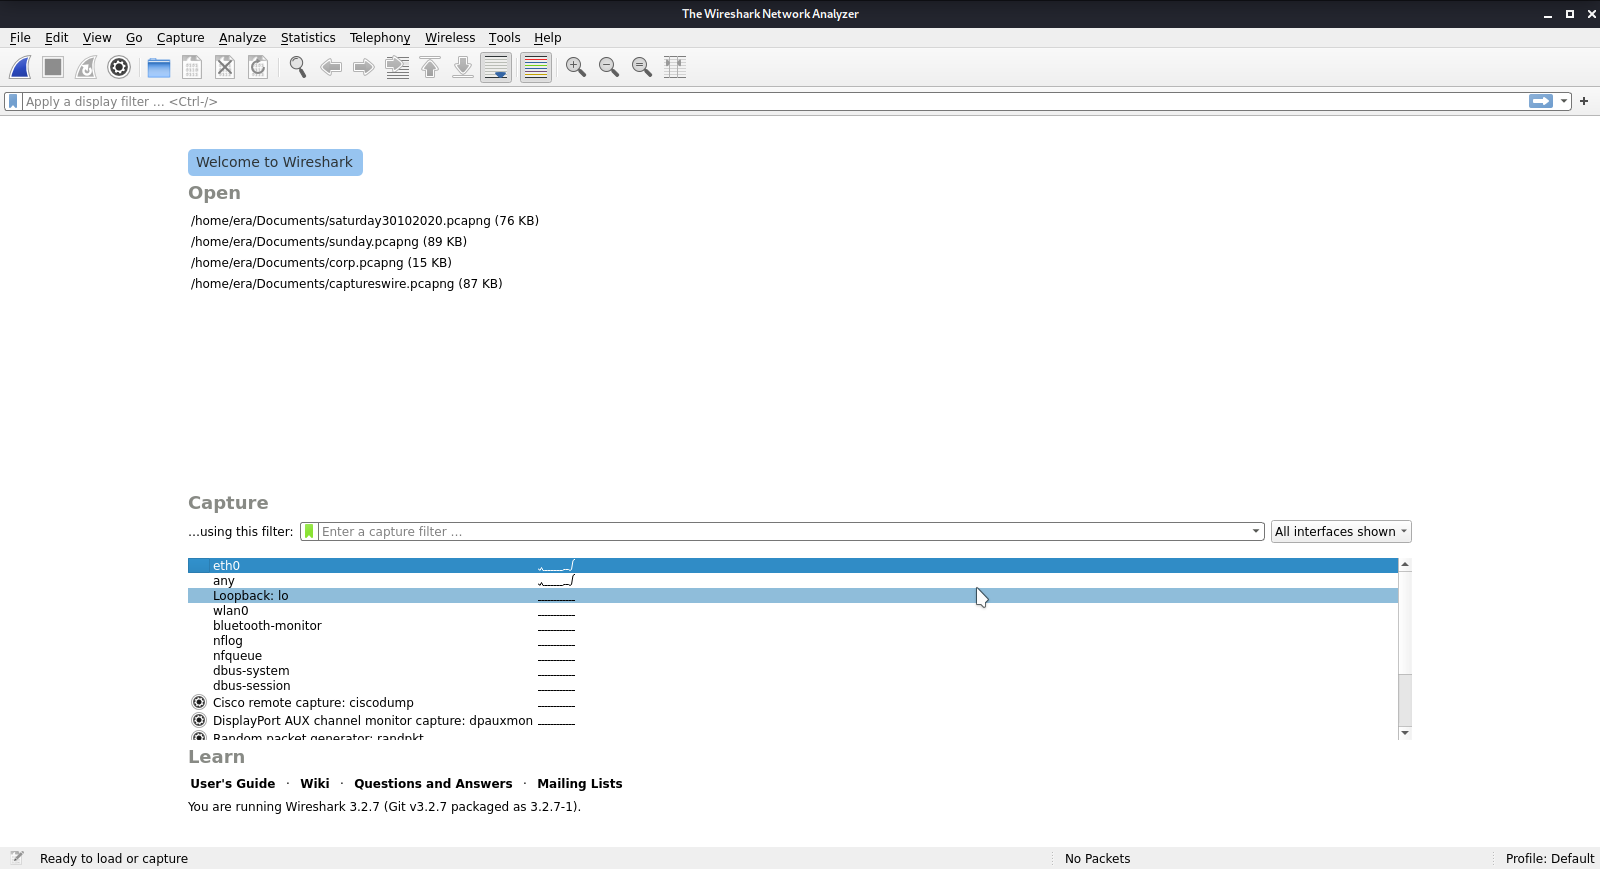 The Wireshark Network Analyzer
File Edit View Go Capture Analyze Statistics Telephony Wireless Tools Help
Apply a display filter ... <Ctrl-/>
Welcome to Wireshark
Open
/home/era/Documents/saturday30102020.pcapng (76 KB)
/home/era/Documents/sunday.pcapng (89 KB)
/home/era/Documents/corp.pcapng (15 KB)
/home/era/Documents/captureswire.pcapng (87 KB)
Capture
...using this filter: Enter a capture filter ... All interfaces shown
eth0
any
Loopback: lo
wlan0
bluetooth-monitor
nflog
nfqueue
dbus-system
dbus-session
Cisco remote capture: ciscodump
DisplayPort AUX channel monitor capture: dpauxmon
Random packet generator: randpkt
Learn
User's Guide · Wiki · Questions and Answers · Mailing Lists
You are running Wireshark 3.2.7 (Git v3.2.7 packaged as 3.2.7-1).
Ready to load or capture No Packets Profile: Default